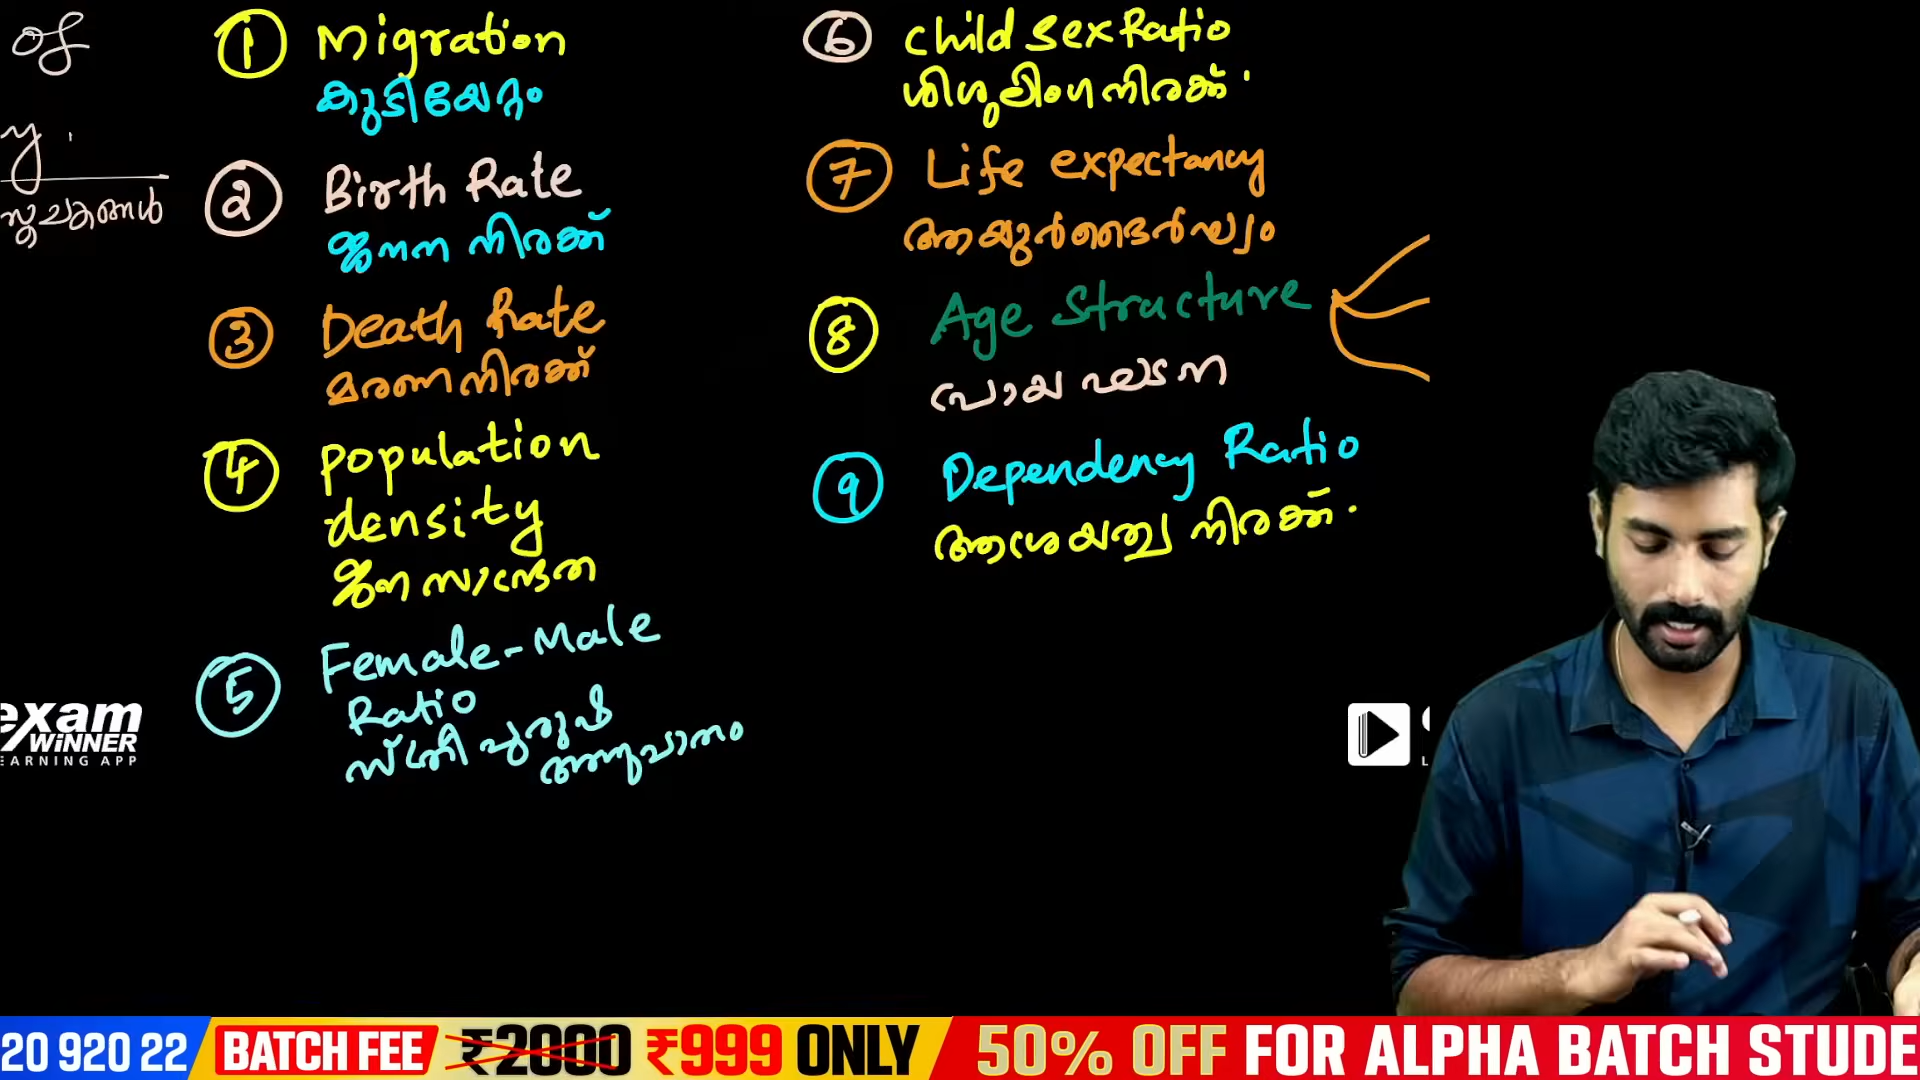 of
y.
സൂചകങ്ങൾ
① Migration
കുടിയേറ്റം
② Birth Rate
ജനന നിരക്ക്
③ Death Rate
മരണനിരക്ക്
④ population
density
ജനസാന്ദ്രത
⑤ Female-Male
Ratio
സ്ത്രീ പുരുഷ
അനുപാതം
⑥ child sex Ratio
ശിശുലിംഗനിരക്ക്
⑦ Life expectancy
ആയുർദൈർഘ്യം
⑧ Age structure
പ്രായഘടന
⑨ Dependency Ratio
ആശ്രയത്വ നിരക്ക്.
exam
WiNNER
EARNING APP
20 920 22 BATCH FEE ₹2000 ₹999 ONLY 50% OFF FOR ALPHA BATCH STUDE